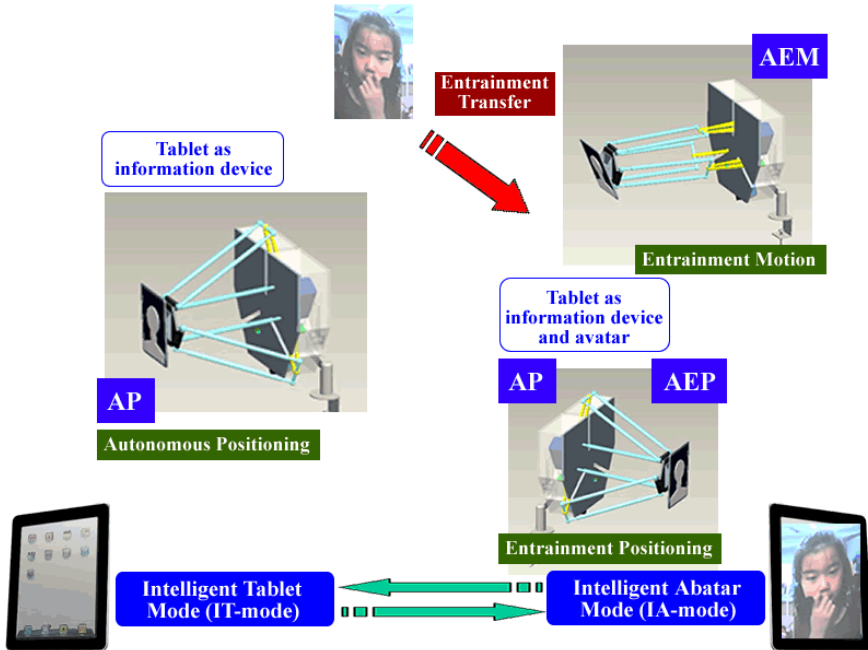 AEM
Entrainment
Transfer
Tablet as
information device
Entrainment Motion
Tablet as
information device
and avatar
AP
AEP
AP
Autonomous Positioning
Entrainment Positioning
Intelligent Tablet
Mode (IT-mode)
Intelligent Abatar
Mode (IA-mode)